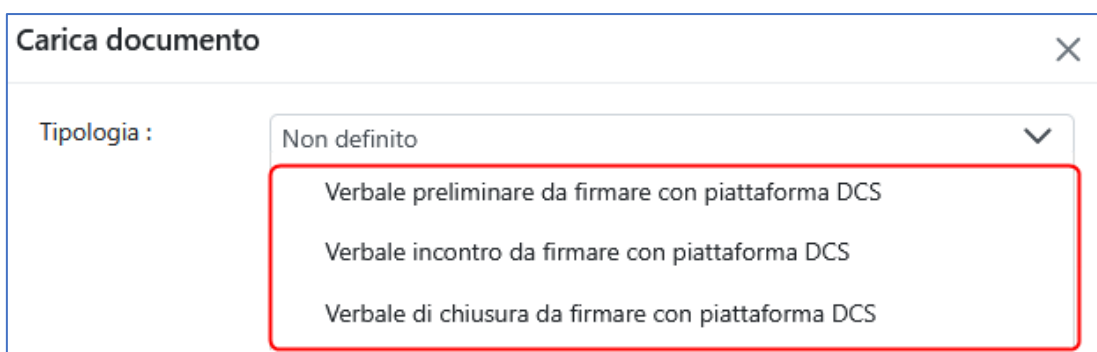 Carica documento
Tipologia : Non definito
Verbale preliminare da firmare con piattaforma DCS
Verbale incontro da firmare con piattaforma DCS
Verbale di chiusura da firmare con piattaforma DCS